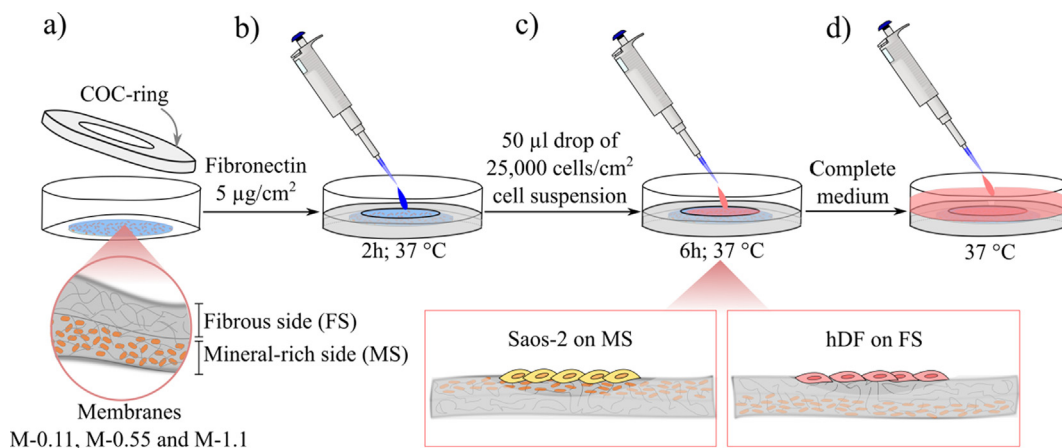 a)
b)
c)
d)
COC-ring
Fibronectin
5 µg/cm²
50 µl drop of
25,000 cells/cm²
cell suspension
Complete
medium
2h; 37 °C
6h; 37 °C
37 °C
Fibrous side (FS)
Mineral-rich side (MS)
Membranes
M-0.11, M-0.55 and M-1.1
Saos-2 on MS
hDF on FS